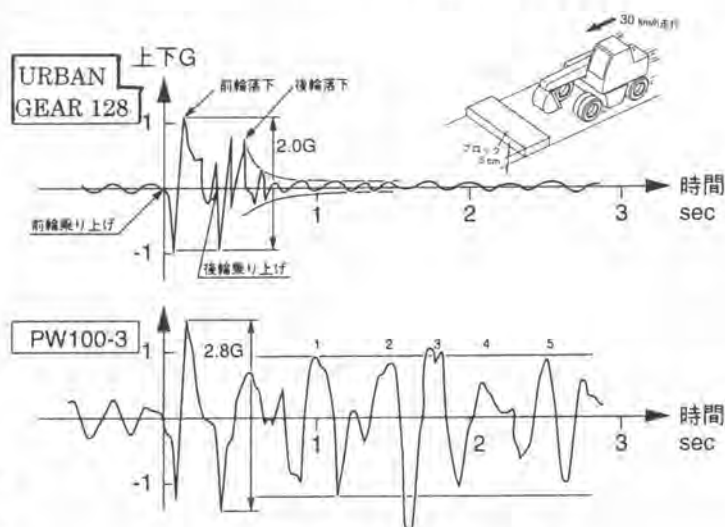 URBAN
GEAR 128
上下G
前輪落下
後輪落下
30 km/h走行
ブロック
5cm
1
2.0G
前輪乗り上げ
後輪乗り上げ
-1
1
2
3
時間
sec
PW100-3
1
2.8G
1
2
3
4
5
-1
1
2
3
時間
sec